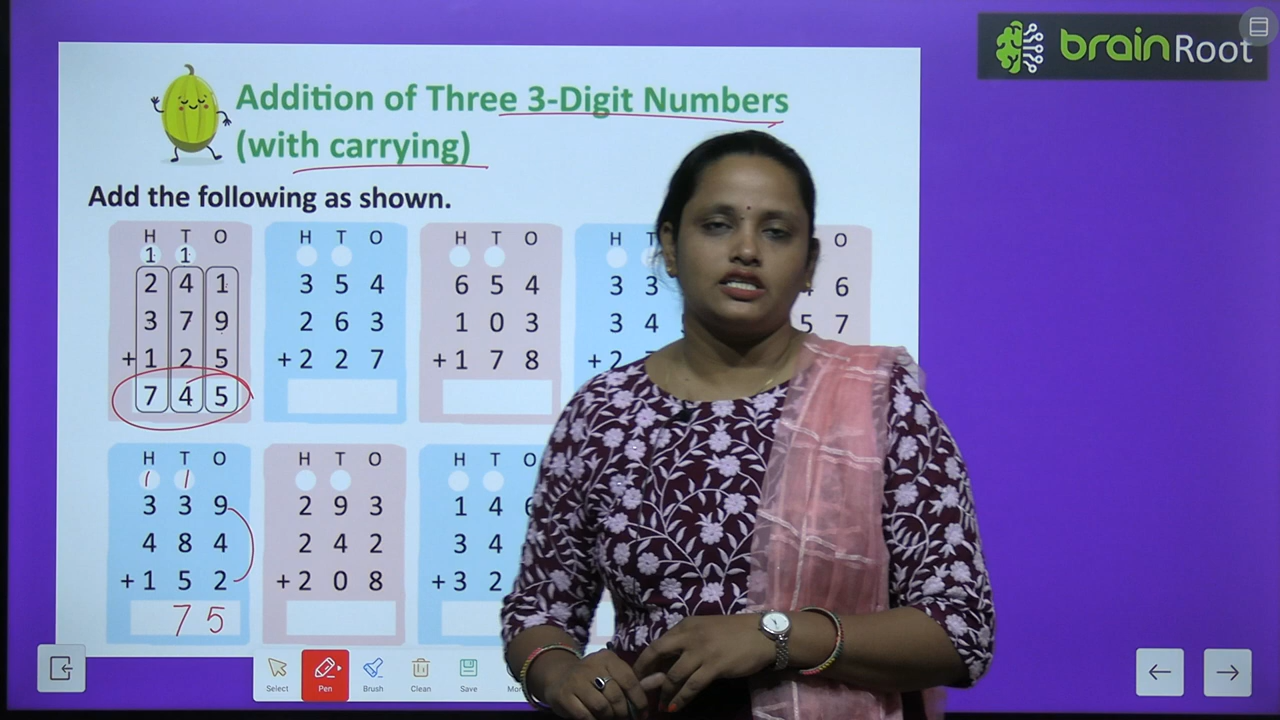 brainRoot
Addition of Three 3-Digit Numbers
(with carrying)
Add the following as shown.
H T O
1 1
2 4 1
3 7 9
+ 1 2 5
7 4 5
H T O
3 5 4
2 6 3
+ 2 2 7
H T O
6 5 4
1 0 3
+ 1 7 8
H T
3 3
3 4
+ 2
O
6
5 7
H T O
1 1
3 3 9
4 8 4
+ 1 5 2
7 5
H T O
2 9 3
2 4 2
+ 2 0 8
H T O
1 4 6
3 4
+ 3 2
Select Pen Brush Clean Save